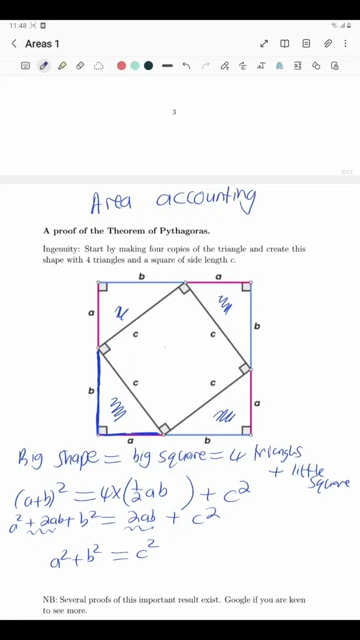 11:48
Areas 1
3
3/12
Area accounting
A proof of the Theorem of Pythagoras.
Ingenuity: Start by making four copies of the triangle and create this
shape with 4 triangles and a square of side length c.
b a
a c c b
b c c a
a b
Big shape = big square = 4 triangles
+ little square
(a+b)² = 4×(½ab) + c²
a² + 2ab + b² = 2ab + c²
a² + b² = c²
NB: Several proofs of this important result exist. Google if you are keen
to see more.